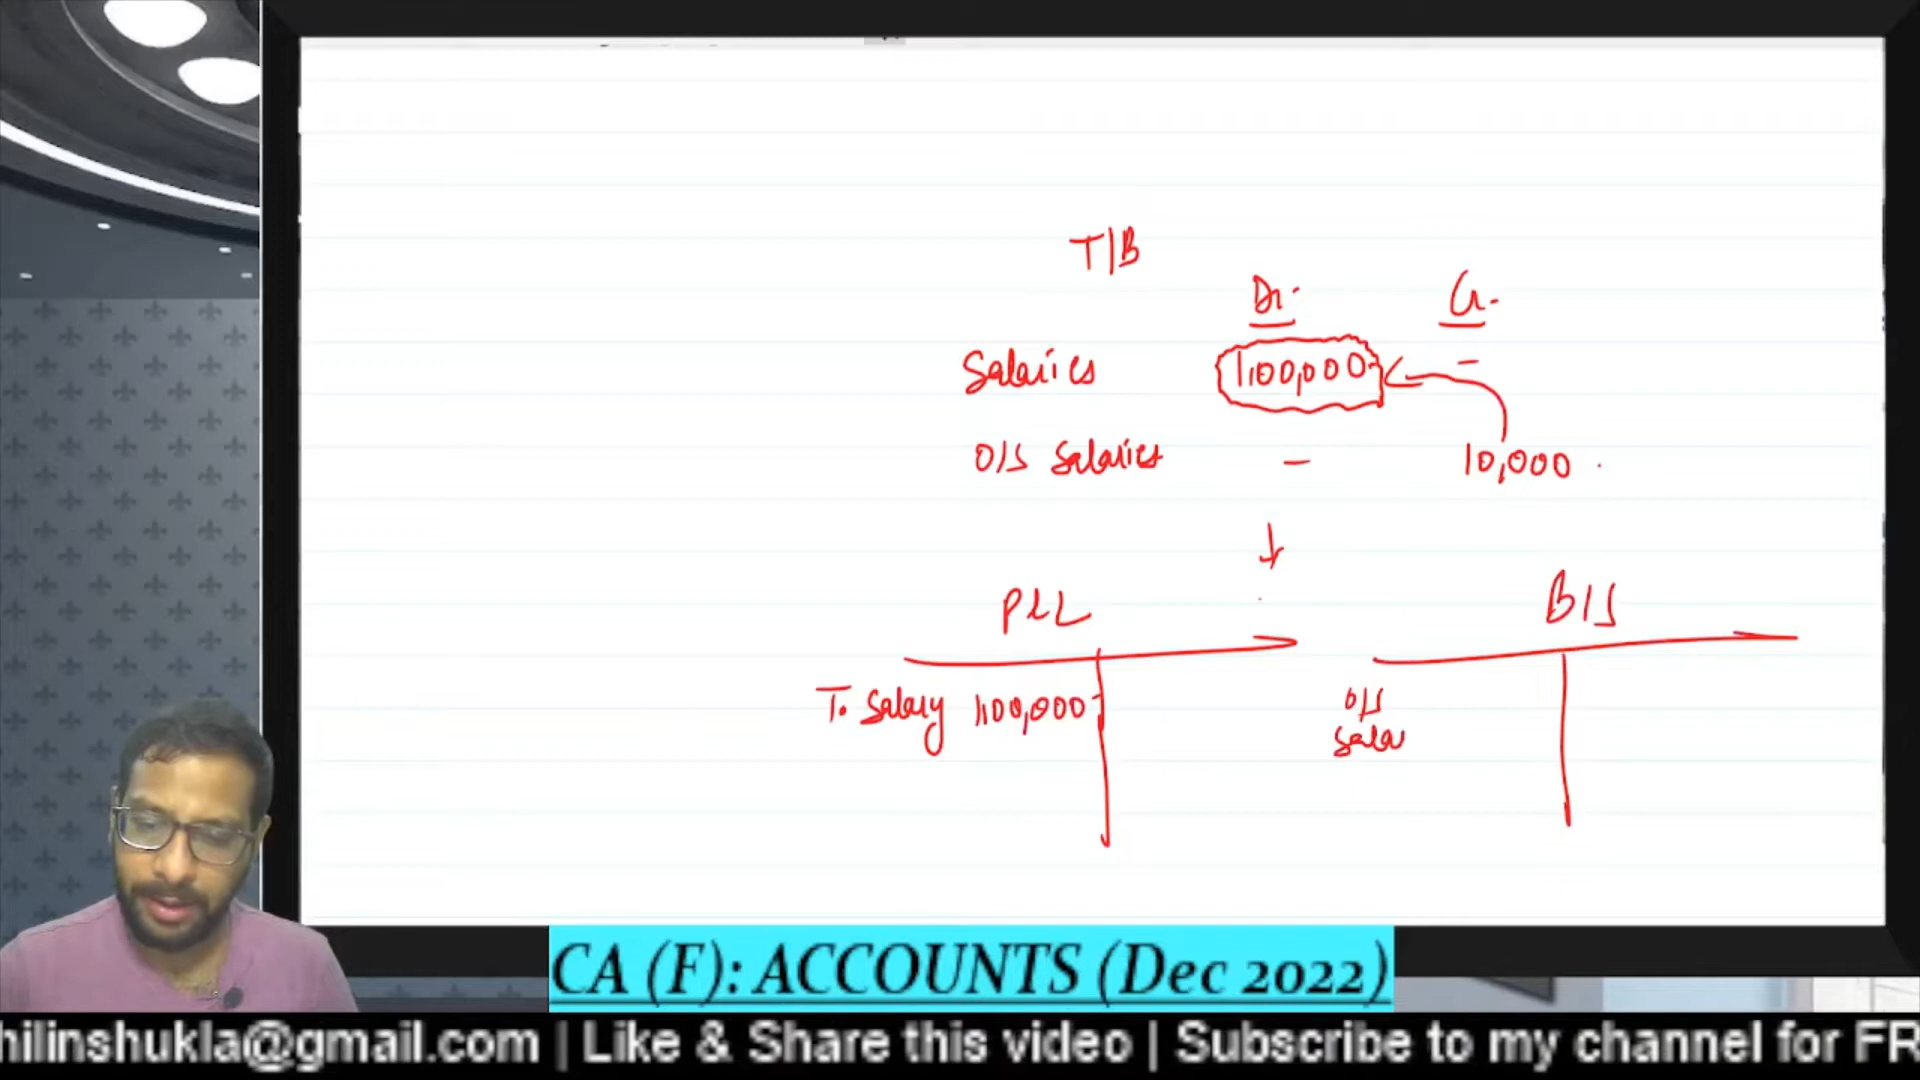 T/B
Dr. Cr.
Salaries 1,00,000 -
O/S Salaries - 10,000
P&L B/S
To Salary 1,00,000 O/S
Sala
CA (F): ACCOUNTS (Dec 2022)
hilinshukla@gmail.com | Like & Share this video | Subscribe to my channel for FR